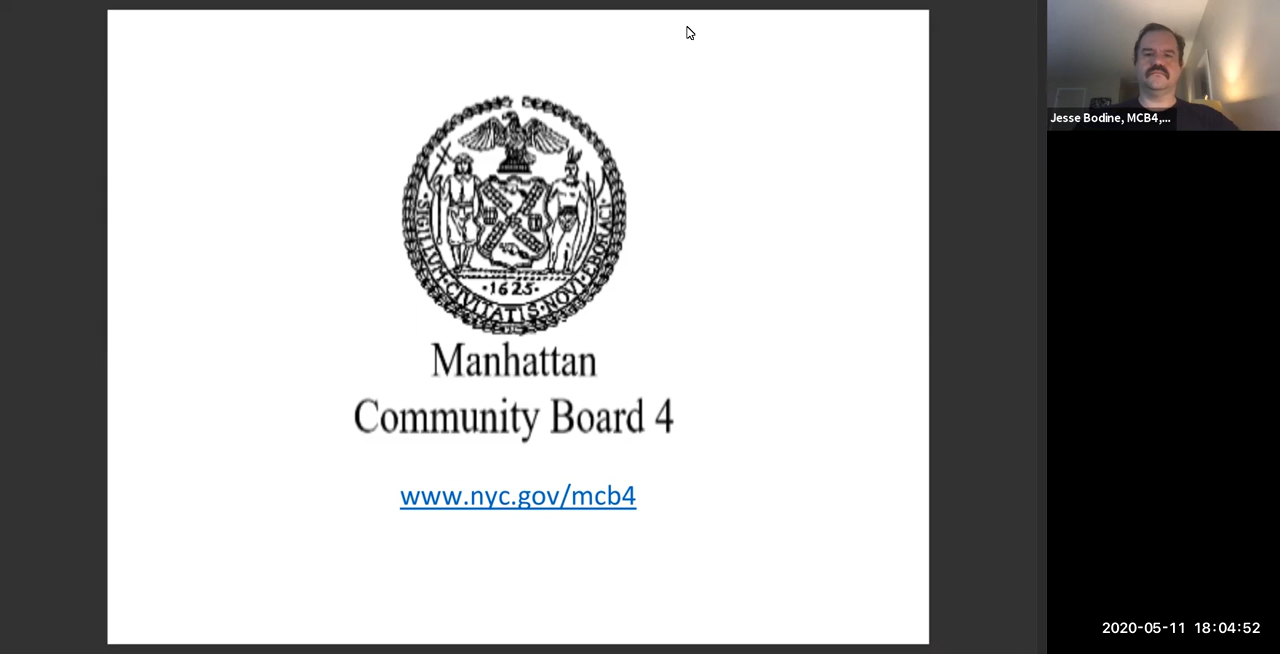 ·SIGILLUM·CIVITATIS·NOVI·EBORACI·
·1625·
Manhattan
Community Board 4
www.nyc.gov/mcb4
Jesse Bodine, MCB4,...
2020-05-11 18:04:52